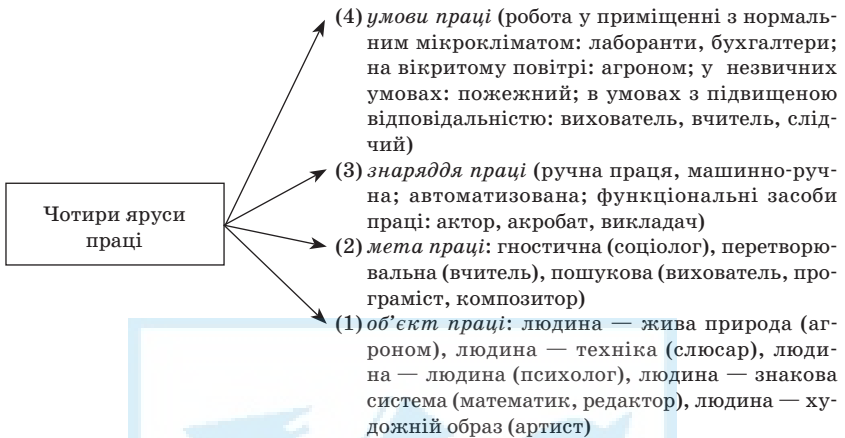 (4) умови праці (робота у приміщенні з нормаль-
ним мікрокліматом: лаборанти, бухгалтери;
на вікритому повітрі: агроном; у незвичних
умовах: пожежний; в умовах з підвищеною
відповідальністю: вихователь, вчитель, слід-
чий)
(3) знаряддя праці (ручна праця, машинно-руч-
на; автоматизована; функціональні засоби
праці: актор, акробат, викладач)
Чотири яруси
праці
(2) мета праці: гностична (соціолог), перетворю-
вальна (вчитель), пошукова (вихователь, про-
граміст, композитор)
(1) об’єкт праці: людина — жива природа (аг-
роном), людина — техніка (слюсар), люди-
на — людина (психолог), людина — знакова
система (математик, редактор), людина — ху-
дожній образ (артист)